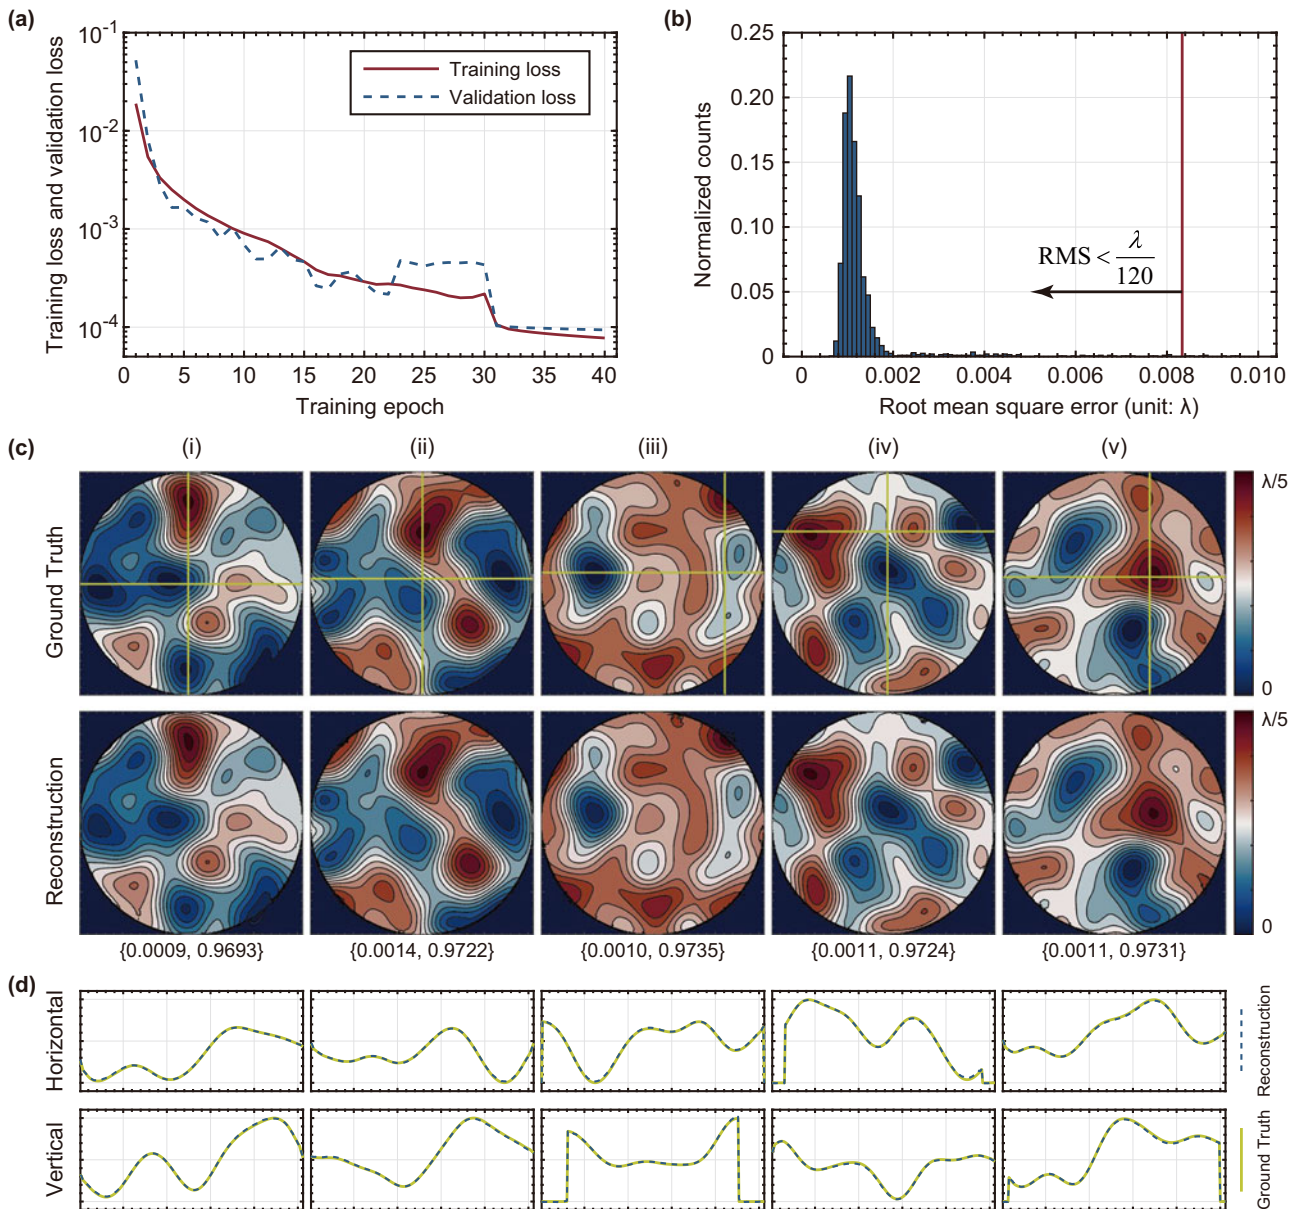 (a)
Training loss and validation loss
10^-1
10^-2
10^-3
10^-4
Training loss
Validation loss
0 5 10 15 20 25 30 35 40
Training epoch
(b)
Normalized counts
0.25
0.20
0.15
0.10
0.05
0
RMS < λ/120
0 0.002 0.004 0.006 0.008 0.010
Root mean square error (unit: λ)
(c)
(i) (ii) (iii) (iv) (v)
Ground Truth
λ/5
0
Reconstruction
λ/5
0
{0.0009, 0.9693} {0.0014, 0.9722} {0.0010, 0.9735} {0.0011, 0.9724} {0.0011, 0.9731}
(d)
Horizontal
Reconstruction
Vertical
Ground Truth